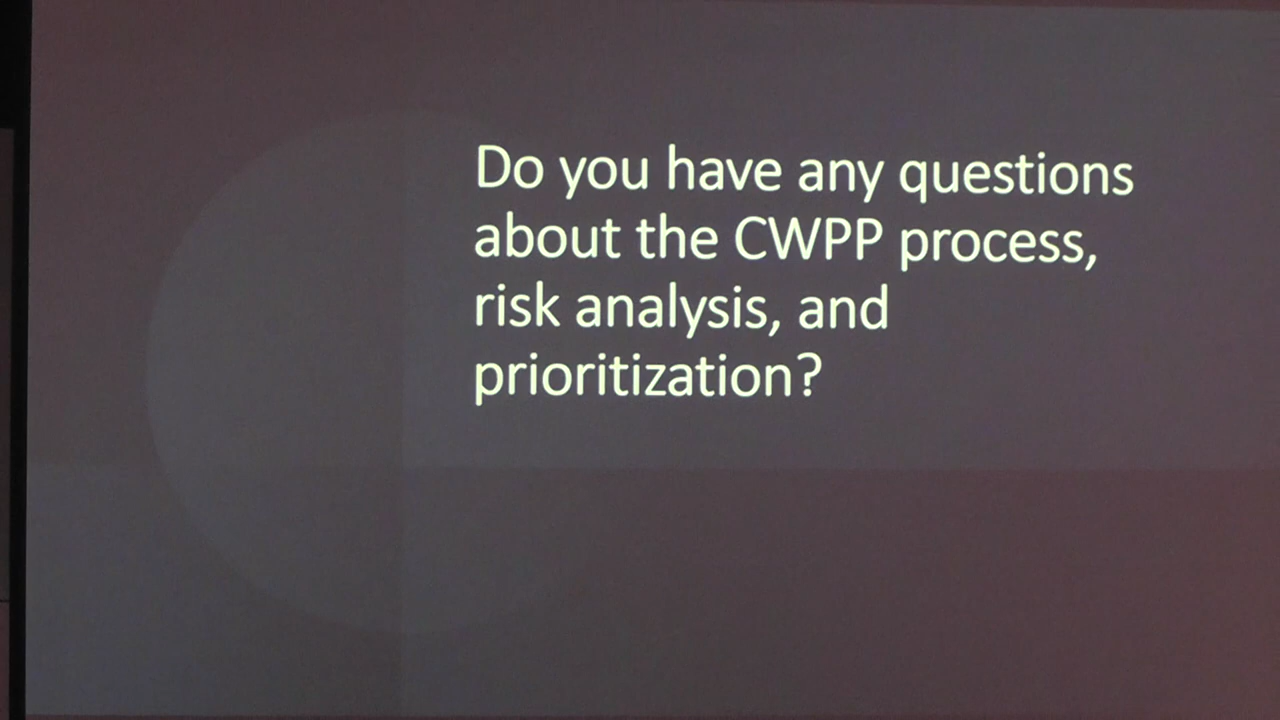 Do you have any questions
about the CWPP process,
risk analysis, and
prioritization?